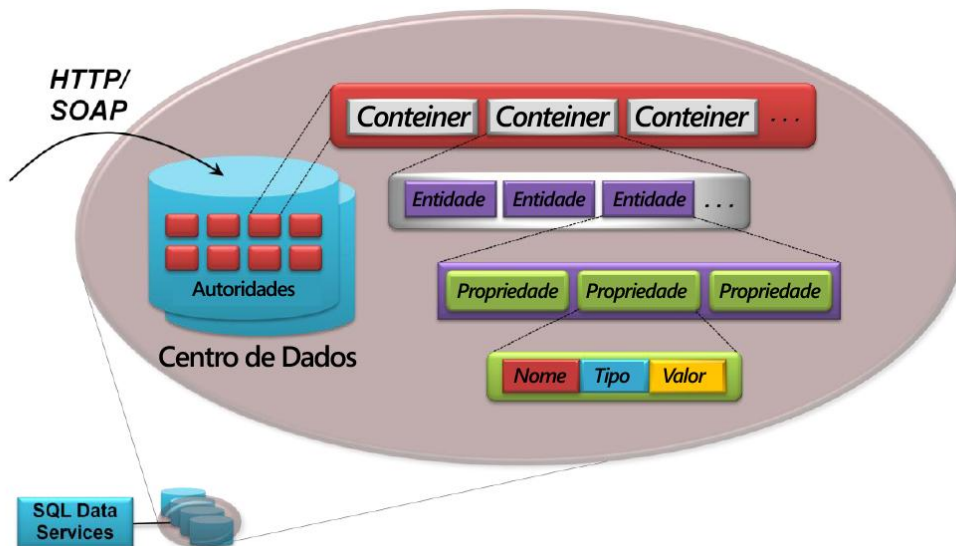 HTTP/
SOAP
Conteiner Conteiner Conteiner ...
Entidade Entidade Entidade ...
Autoridades
Propriedade Propriedade Propriedade
Centro de Dados
Nome Tipo Valor
SQL Data
Services